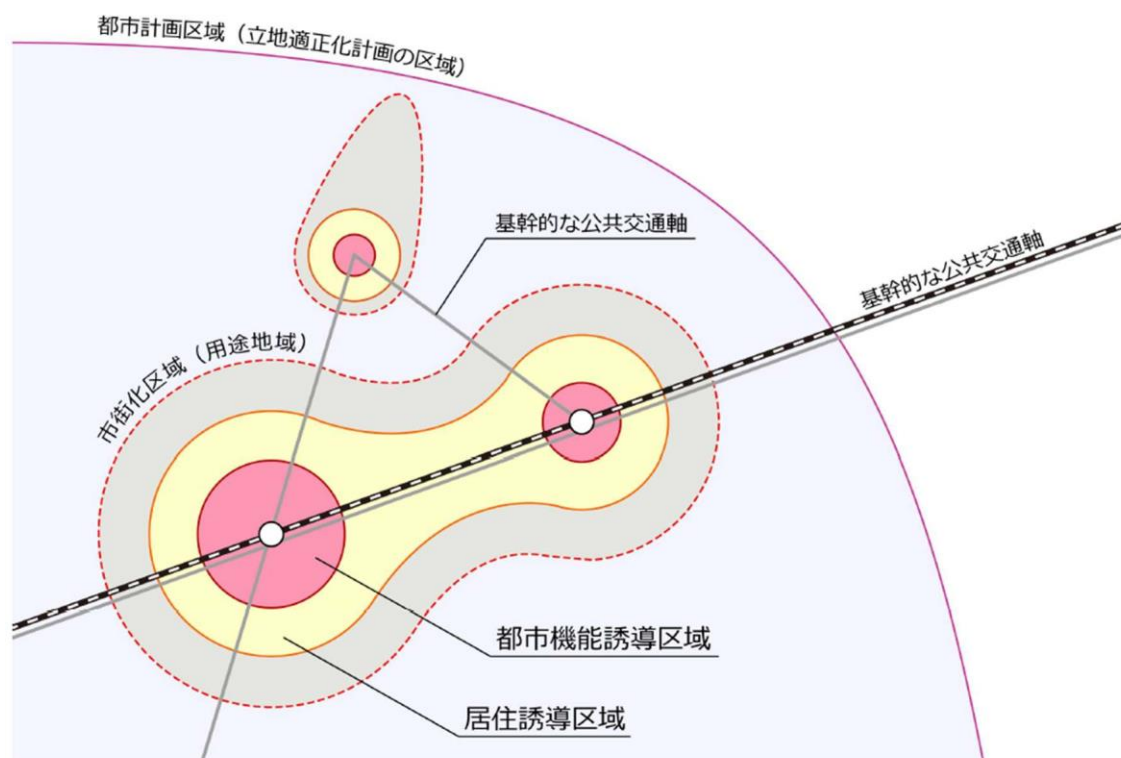 都市計画区域（立地適正化計画の区域）
基幹的な公共交通軸
基幹的な公共交通軸
市街化区域（用途地域）
都市機能誘導区域
居住誘導区域